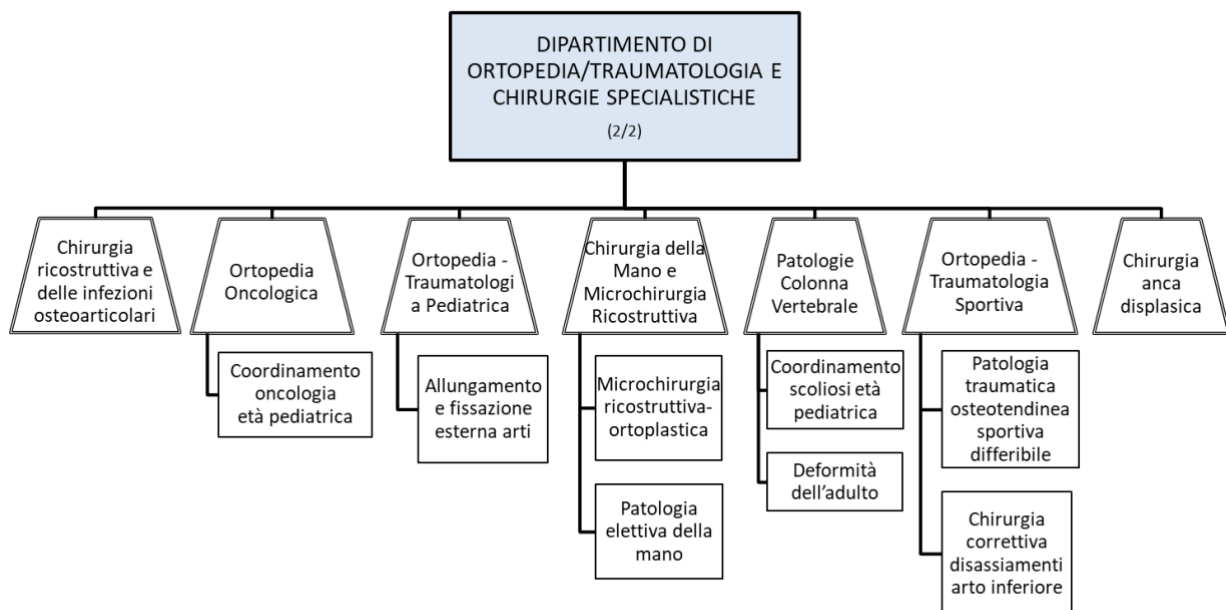 DIPARTIMENTO DI
ORTOPEDIA/TRAUMATOLOGIA E
CHIRURGIE SPECIALISTICHE
(2/2)
Chirurgia
ricostruttiva e
delle infezioni
osteoarticolari
Ortopedia
Oncologica
Coordinamento
oncologia
età pediatrica
Ortopedia -
Traumatologi
a Pediatrica
Allungamento
e fissazione
esterna arti
Chirurgia della
Mano e
Microchirurgia
Ricostruttiva
Microchirurgia
ricostruttiva-
ortoplastica
Patologia
elettiva della
mano
Patologie
Colonna
Vertebrale
Coordinamento
scoliosi età
pediatrica
Deformità
dell'adulto
Ortopedia -
Traumatologia
Sportiva
Patologia
traumatica
osteotendinea
sportiva
differibile
Chirurgia
correttiva
disassiamenti
arto inferiore
Chirurgia
anca
displasica